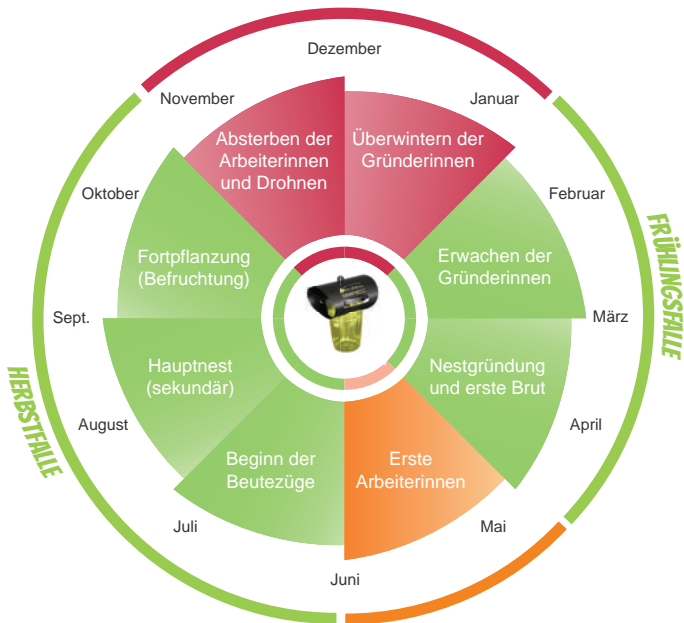 Dezember
Januar
Februar
März
April
Mai
Juni
Juli
August
Sept.
Oktober
November
Überwintern der
Gründerinnen
Erwachen der
Gründerinnen
Nestgründung
und erste Brut
Erste
Arbeiterinnen
Beginn der
Beutezüge
Hauptnest
(sekundär)
Fortpflanzung
(Befruchtung)
Absterben der
Arbeiterinnen
und Drohnen
FRÜHLINGSFALLE
HERBSTFALLE